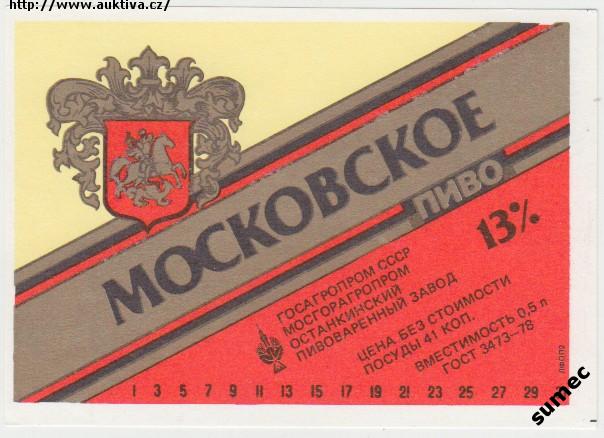 http://www.auktiva.cz/
МОСКОВСКОЕ
ПИВО
13%
ГОСАГРОПРОМ СССР
МОСГОРАГРОПРОМ
ОСТАНКИНСКИЙ
ПИВОВАРЕННЫЙ ЗАВОД
ЦЕНА БЕЗ СТОИМОСТИ
ПОСУДЫ 41 КОП.
ВМЕСТИМОСТЬ 0,5 л
ГОСТ 3473-78
1 3 5 7 9 11 13 15 17 19 21 23 25 27 29
sumec